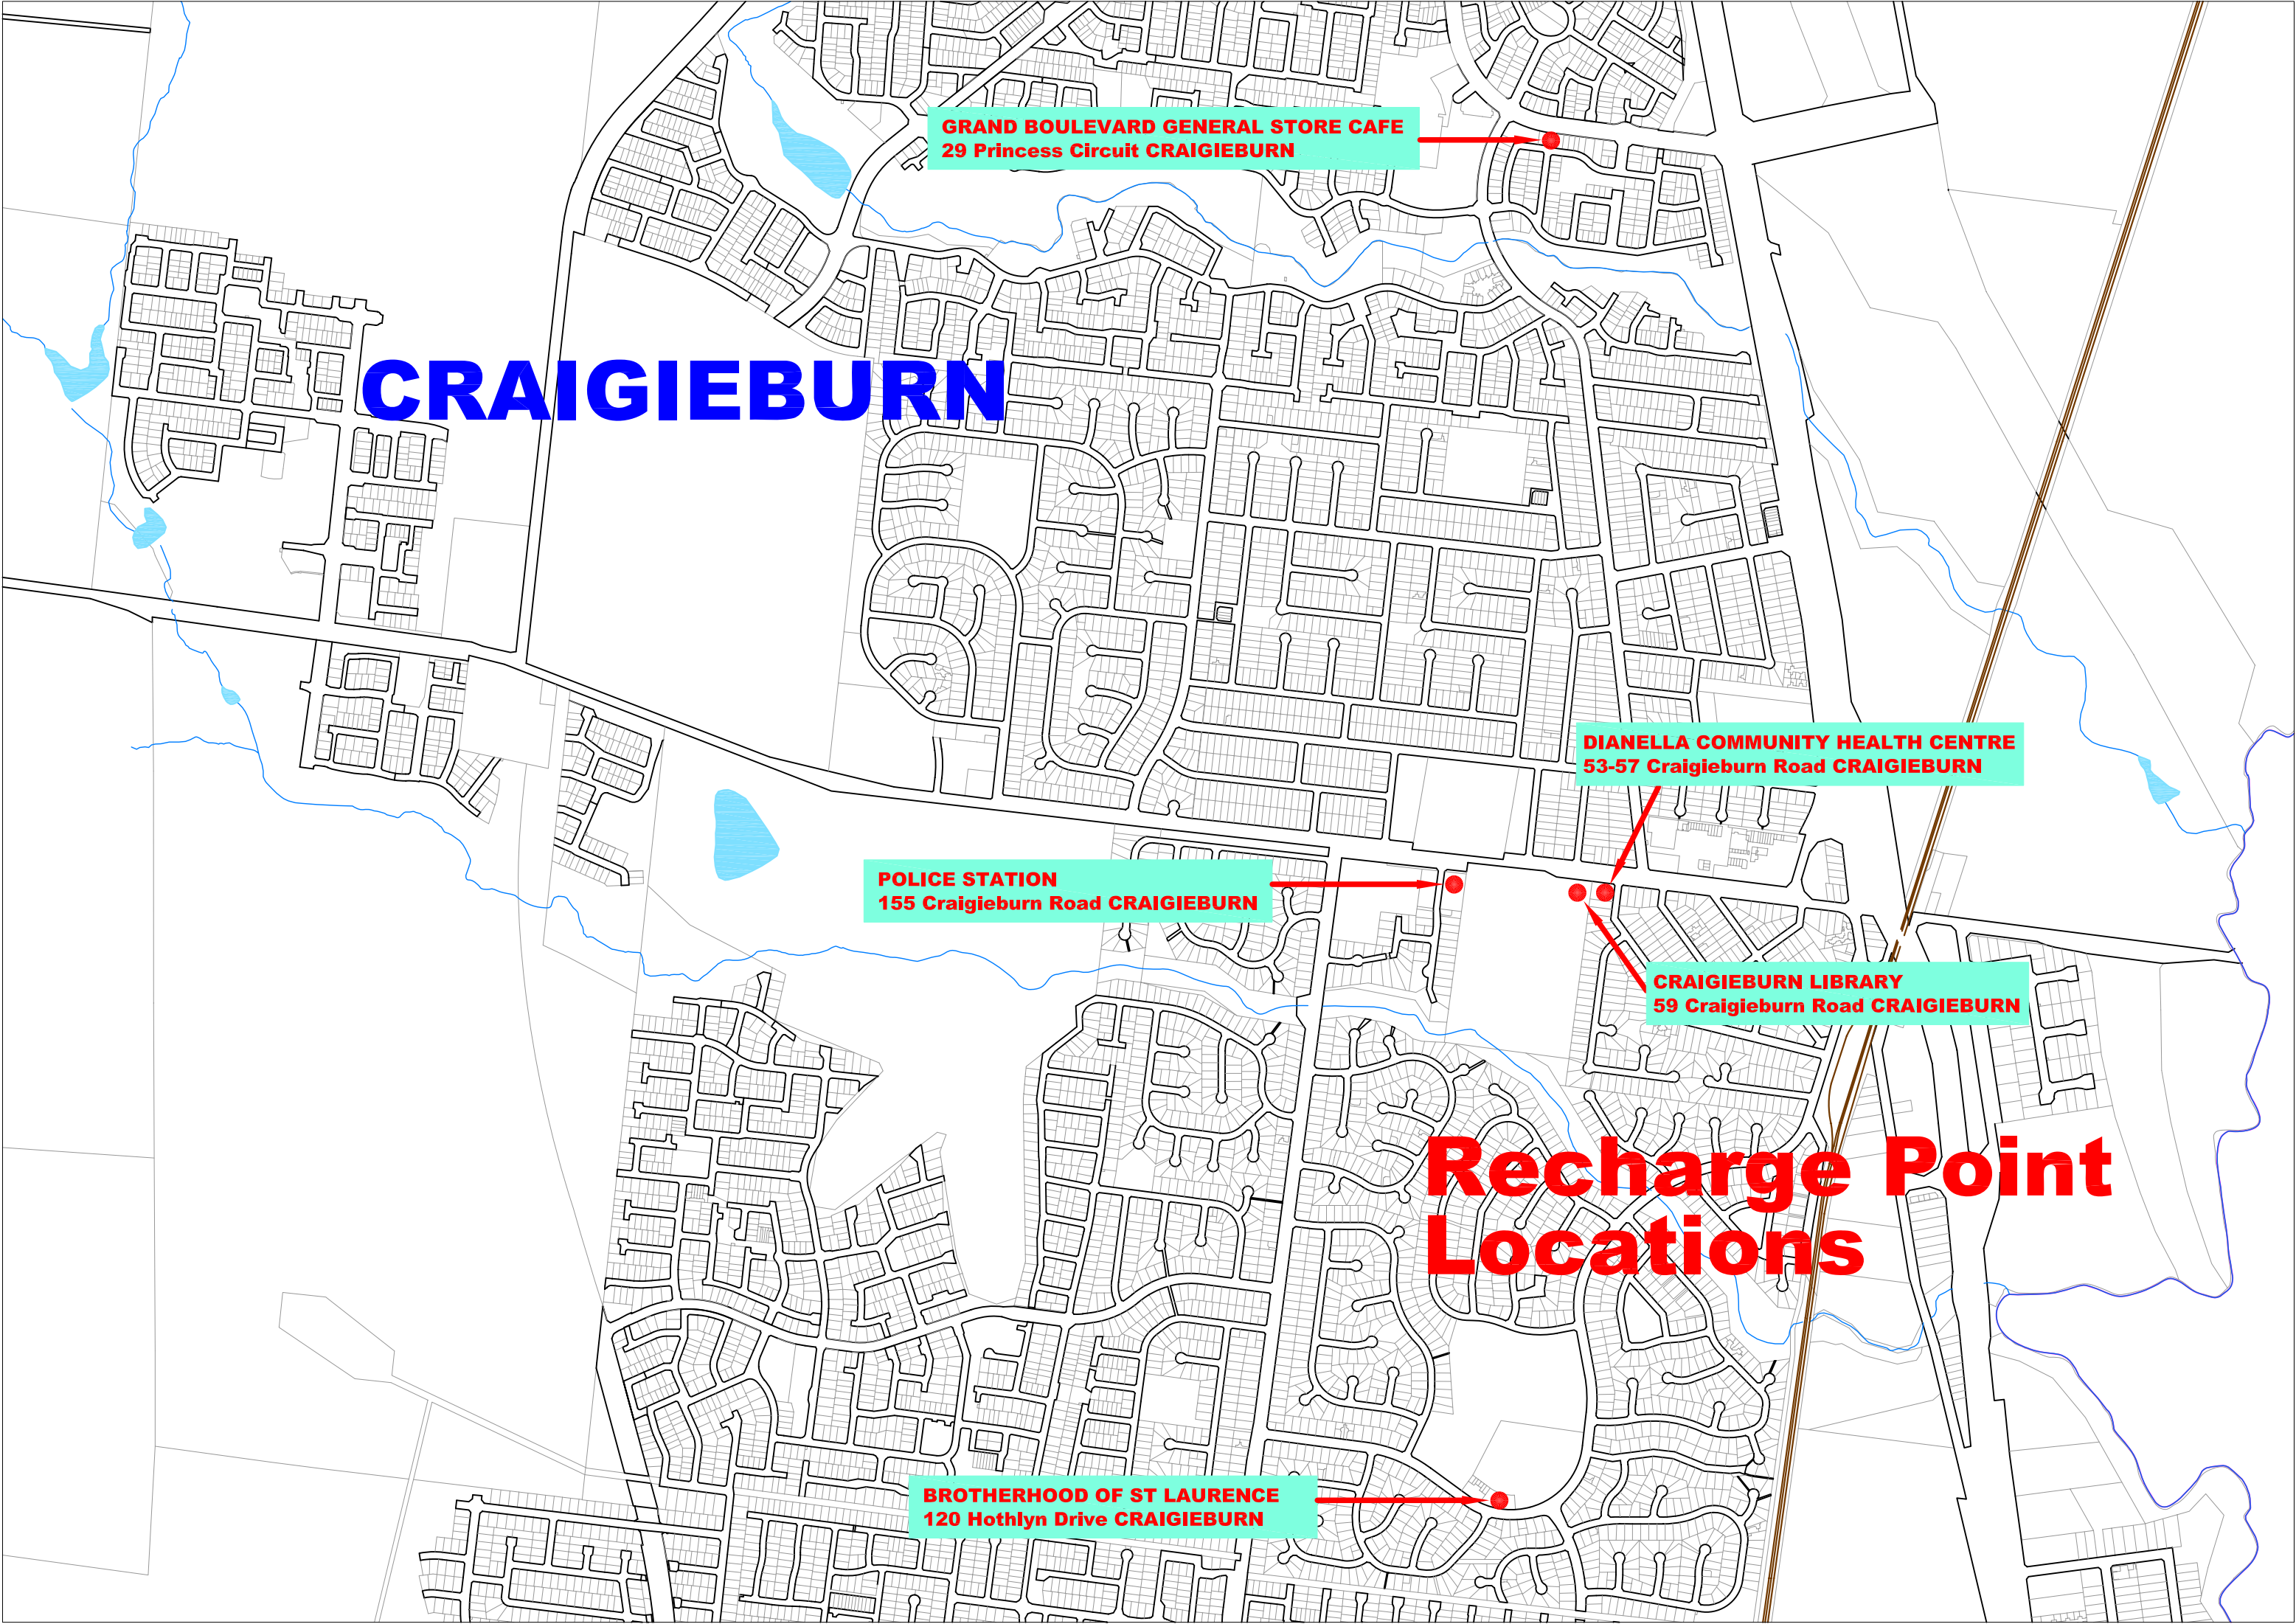 GRAND BOULEVARD GENERAL STORE CAFE
29 Princess Circuit CRAIGIEBURN
CRAIGIEBURN
DIANELLA COMMUNITY HEALTH CENTRE
53-57 Craigieburn Road CRAIGIEBURN
POLICE STATION
155 Craigieburn Road CRAIGIEBURN
CRAIGIEBURN LIBRARY
59 Craigieburn Road CRAIGIEBURN
Recharge Point
Locations
BROTHERHOOD OF ST LAURENCE
120 Hothlyn Drive CRAIGIEBURN